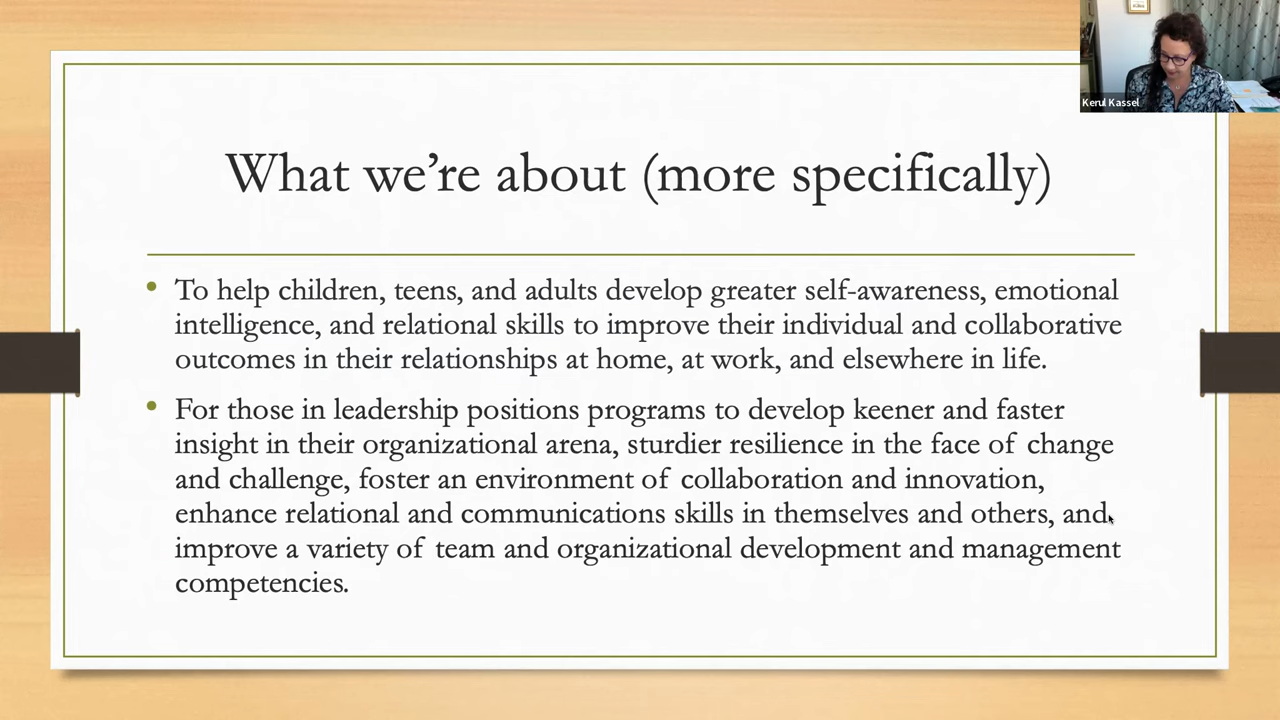 Kerul Kassel
What we're about (more specifically)
• To help children, teens, and adults develop greater self-awareness, emotional
intelligence, and relational skills to improve their individual and collaborative
outcomes in their relationships at home, at work, and elsewhere in life.
• For those in leadership positions programs to develop keener and faster
insight in their organizational arena, sturdier resilience in the face of change
and challenge, foster an environment of collaboration and innovation,
enhance relational and communications skills in themselves and others, and
improve a variety of team and organizational development and management
competencies.